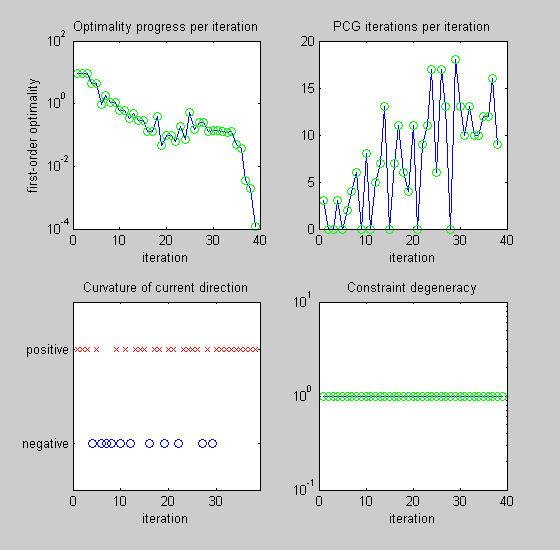 Optimality progress per iteration
10^2
10^0
10^-2
10^-4
first-order optimality
0 10 20 30 40
iteration
PCG iterations per iteration
20
15
10
5
0
0 10 20 30 40
iteration
Curvature of current direction
positive
negative
0 10 20 30
iteration
Constraint degeneracy
10^1
10^0
10^-1
0 10 20 30 40
iteration